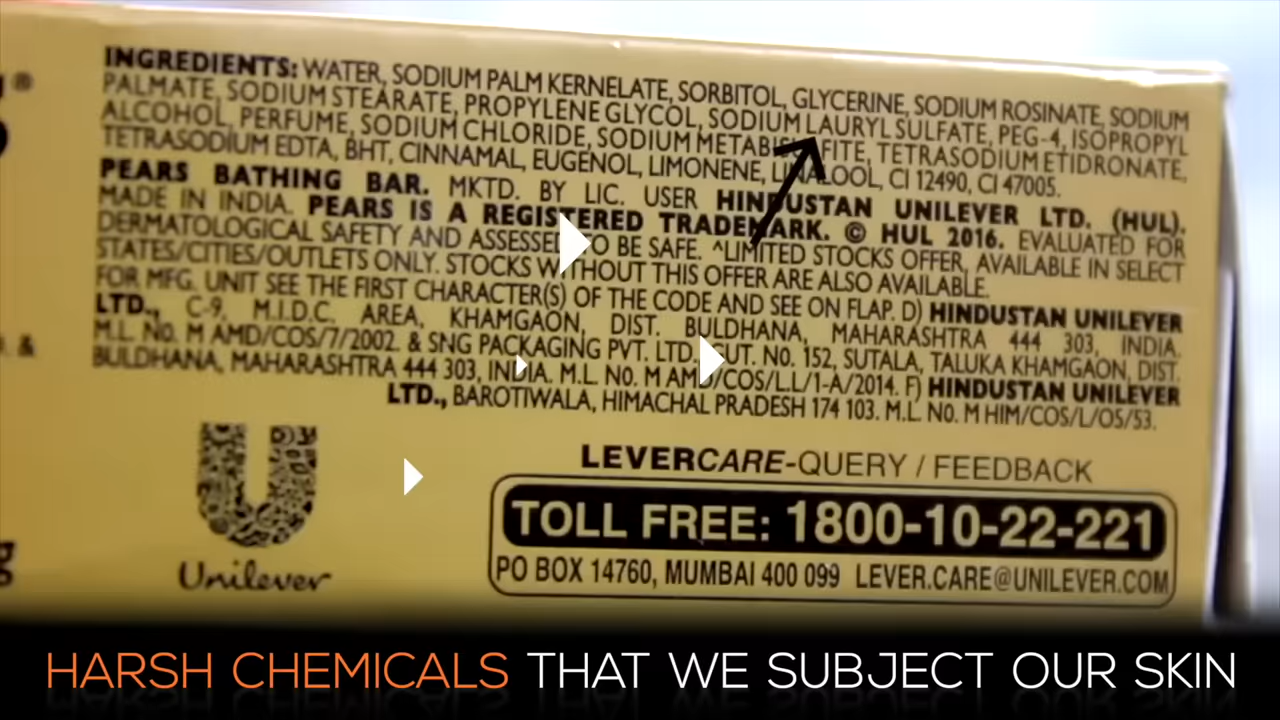 INGREDIENTS: WATER, SODIUM PALM KERNELATE, SORBITOL, GLYCERINE, SODIUM ROSINATE, SODIUM
PALMATE, SODIUM STEARATE, PROPYLENE GLYCOL, SODIUM LAURYL SULFATE, PEG-4, ISOPROPYL
ALCOHOL, PERFUME, SODIUM CHLORIDE, SODIUM METABISULFITE, TETRASODIUM ETIDRONATE,
TETRASODIUM EDTA, BHT, CINNAMAL, EUGENOL, LIMONENE, LINALOOL, CI 12490, CI 47005.
PEARS BATHING BAR. MKTD. BY LIC. USER HINDUSTAN UNILEVER LTD. (HUL).
MADE IN INDIA. PEARS IS A REGISTERED TRADEMARK. © HUL 2016. EVALUATED FOR
DERMATOLOGICAL SAFETY AND ASSESSED TO BE SAFE. ^LIMITED STOCKS OFFER, AVAILABLE IN SELECT
STATES/CITIES/OUTLETS ONLY. STOCKS WITHOUT THIS OFFER ARE ALSO AVAILABLE.
FOR MFG. UNIT SEE THE FIRST CHARACTER(S) OF THE CODE AND SEE ON FLAP. D) HINDUSTAN UNILEVER
LTD., C-9, M.I.D.C. AREA, KHAMGAON, DIST. BULDHANA, MAHARASHTRA 444 303, INDIA.
M.L. No. M AMD/COS/7/2002. & SNG PACKAGING PVT. LTD. GUT. No. 152, SUTALA, TALUKA KHAMGAON, DIST.
BULDHANA, MAHARASHTRA 444 303, INDIA. M.L. No. M AMD/COS/L.L/1-A/2014. F) HINDUSTAN UNILEVER
LTD., BAROTIWALA, HIMACHAL PRADESH 174 103. M.L. No. M HIM/COS/L/OS/53.
LEVERCARE-QUERY / FEEDBACK
TOLL FREE: 1800-10-22-221
PO BOX 14760, MUMBAI 400 099 LEVER.CARE@UNILEVER.COM
Unilever
HARSH CHEMICALS THAT WE SUBJECT OUR SKIN